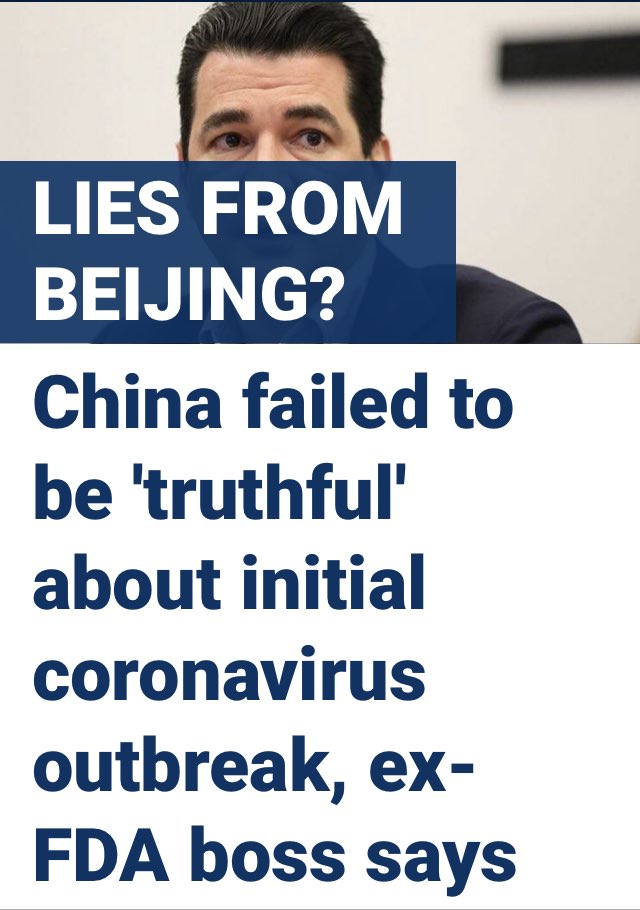 LIES FROM
BEIJING?
China failed to
be 'truthful'
about initial
coronavirus
outbreak, ex-
FDA boss says